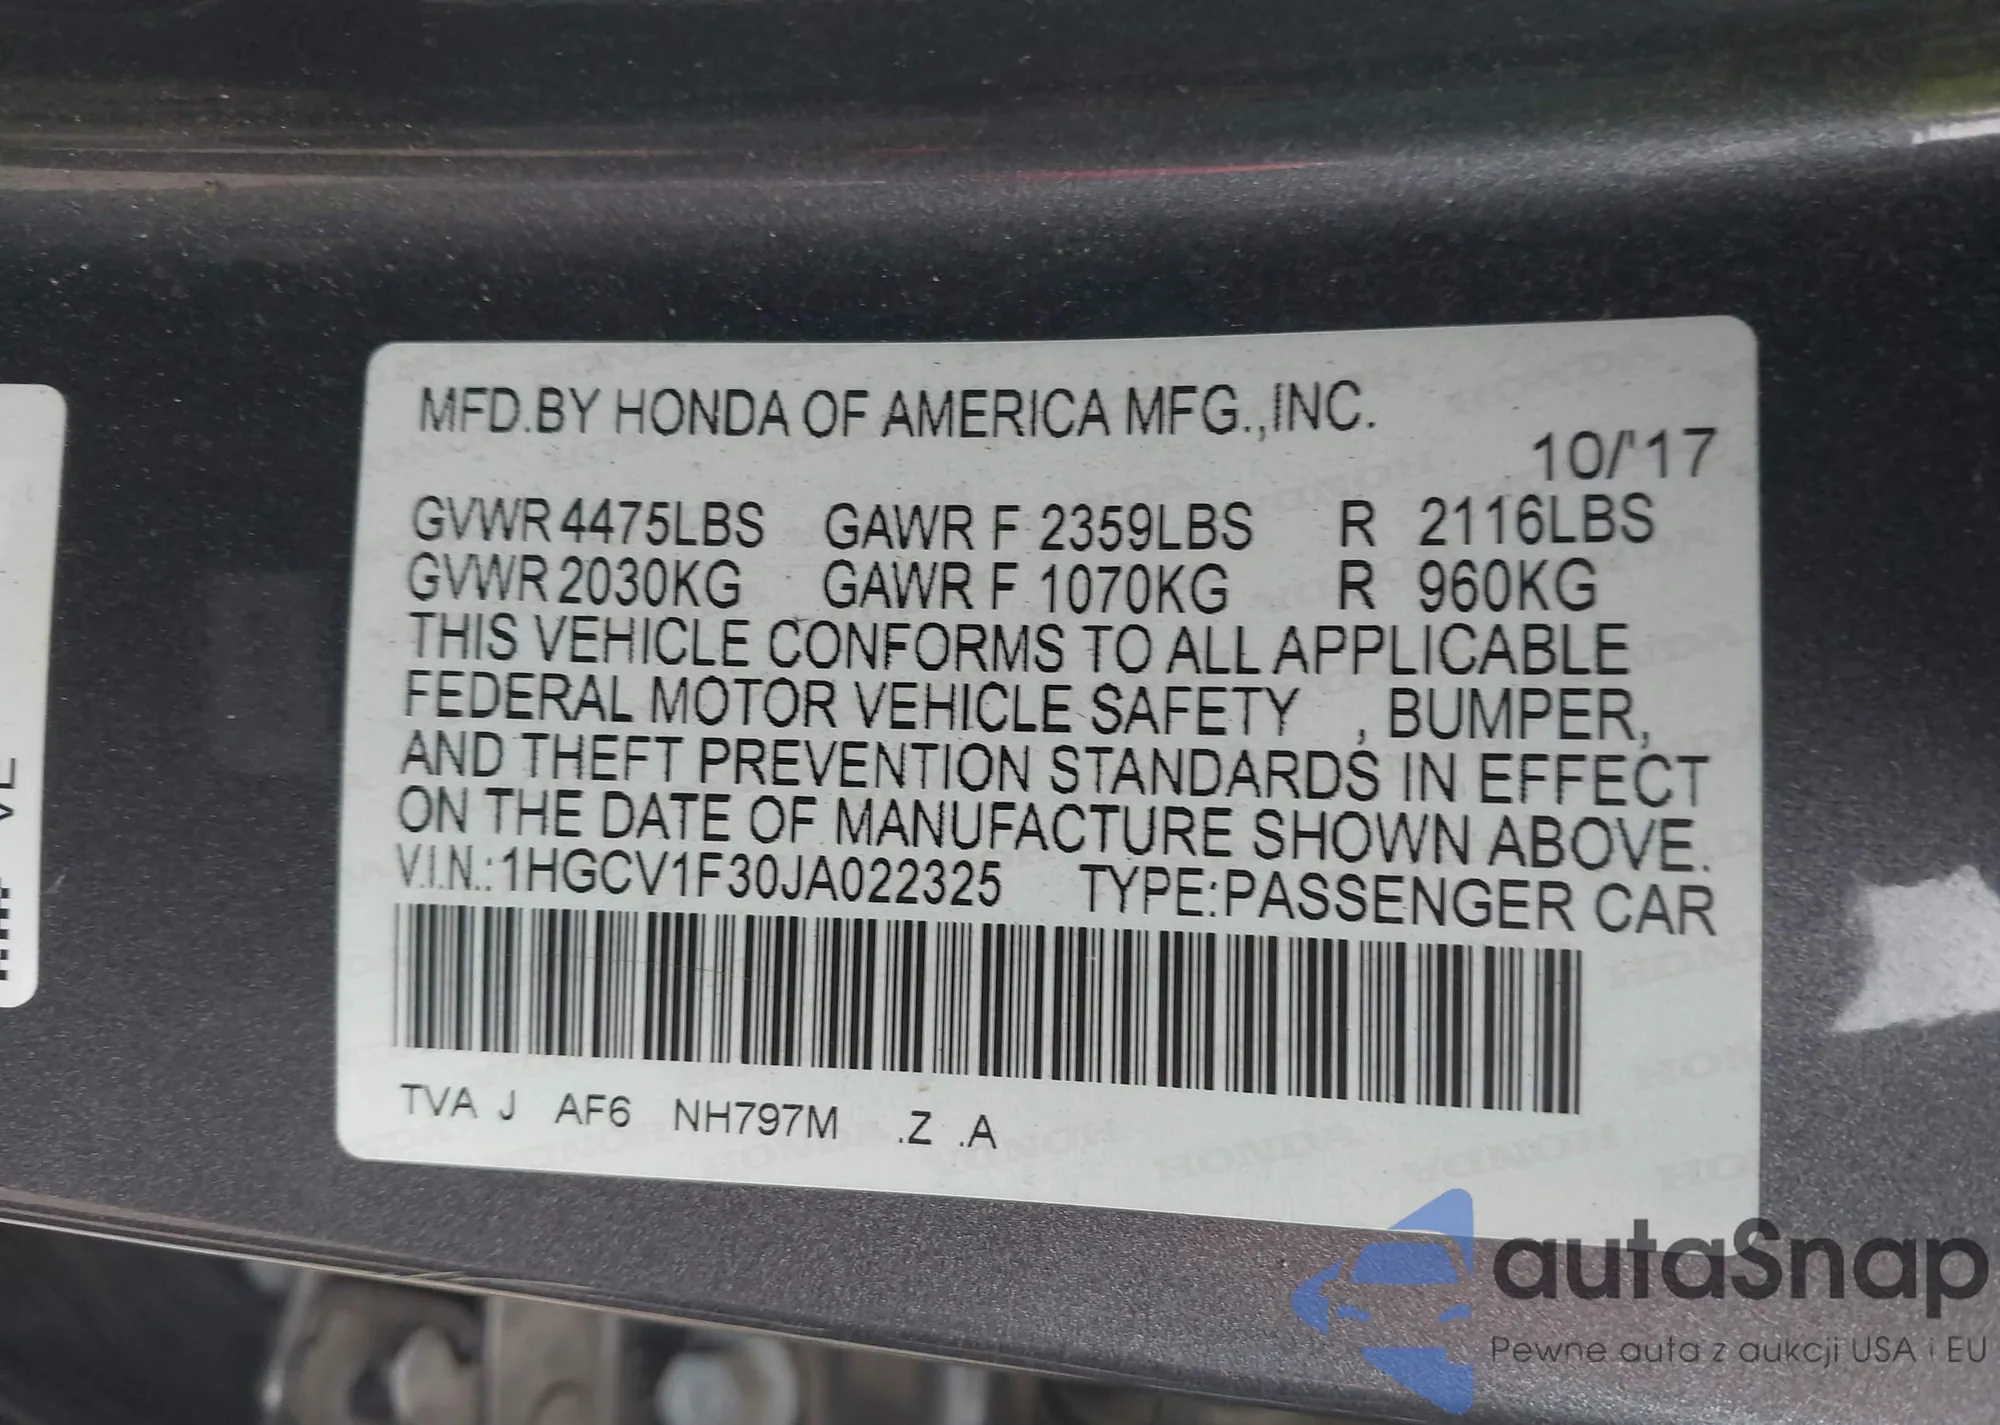 MFD.BY HONDA OF AMERICA MFG.,INC.
10/'17
GVWR 4475LBS GAWR F 2359LBS R 2116LBS
GVWR 2030KG GAWR F 1070KG R 960KG
THIS VEHICLE CONFORMS TO ALL APPLICABLE
FEDERAL MOTOR VEHICLE SAFETY , BUMPER,
AND THEFT PREVENTION STANDARDS IN EFFECT
ON THE DATE OF MANUFACTURE SHOWN ABOVE.
V.I.N.:1HGCV1F30JA022325 TYPE:PASSENGER CAR
TVA J AF6 NH797M .Z .A
autaSnap
Pewne auta z aukcji USA i EU